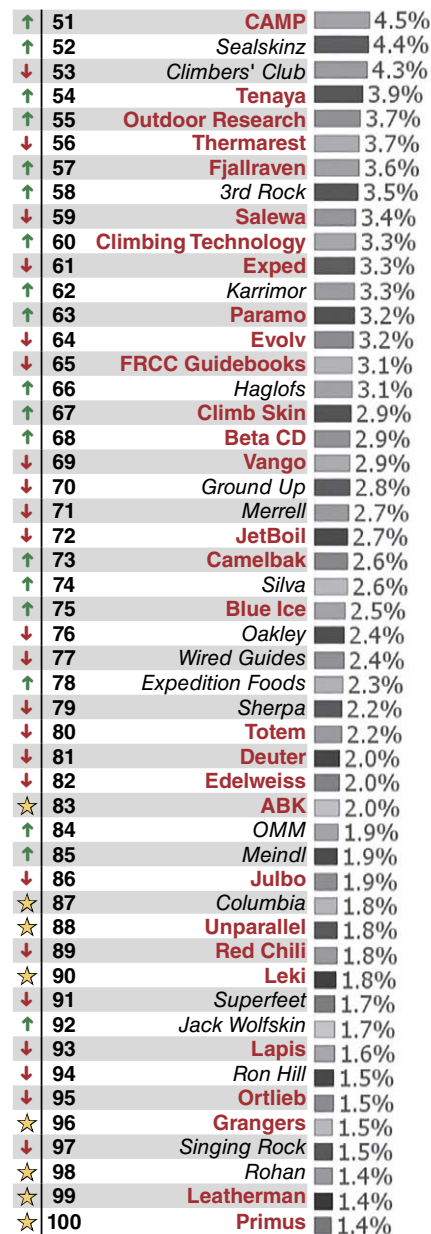 ↑ 51 CAMP 4.5%
↑ 52 Sealskinz 4.4%
↓ 53 Climbers' Club 4.3%
↑ 54 Tenaya 3.9%
↑ 55 Outdoor Research 3.7%
↓ 56 Thermarest 3.7%
↑ 57 Fjallraven 3.6%
↑ 58 3rd Rock 3.5%
↓ 59 Salewa 3.4%
↑ 60 Climbing Technology 3.3%
↓ 61 Exped 3.3%
↑ 62 Karrimor 3.3%
↑ 63 Paramo 3.2%
↓ 64 Evolv 3.2%
↓ 65 FRCC Guidebooks 3.1%
↑ 66 Haglofs 3.1%
↑ 67 Climb Skin 2.9%
↑ 68 Beta CD 2.9%
↓ 69 Vango 2.9%
↓ 70 Ground Up 2.8%
↓ 71 Merrell 2.7%
↓ 72 JetBoil 2.7%
↑ 73 Camelbak 2.6%
↑ 74 Silva 2.6%
↑ 75 Blue Ice 2.5%
↓ 76 Oakley 2.4%
↓ 77 Wired Guides 2.4%
↑ 78 Expedition Foods 2.3%
↓ 79 Sherpa 2.2%
↓ 80 Totem 2.2%
↓ 81 Deuter 2.0%
↓ 82 Edelweiss 2.0%
☆ 83 ABK 2.0%
↑ 84 OMM 1.9%
↑ 85 Meindl 1.9%
↓ 86 Julbo 1.9%
☆ 87 Columbia 1.8%
☆ 88 Unparallel 1.8%
↓ 89 Red Chili 1.8%
☆ 90 Leki 1.8%
↓ 91 Superfeet 1.7%
↑ 92 Jack Wolfskin 1.7%
↓ 93 Lapis 1.6%
↓ 94 Ron Hill 1.5%
↓ 95 Ortlieb 1.5%
☆ 96 Grangers 1.5%
↓ 97 Singing Rock 1.5%
☆ 98 Rohan 1.4%
☆ 99 Leatherman 1.4%
☆ 100 Primus 1.4%